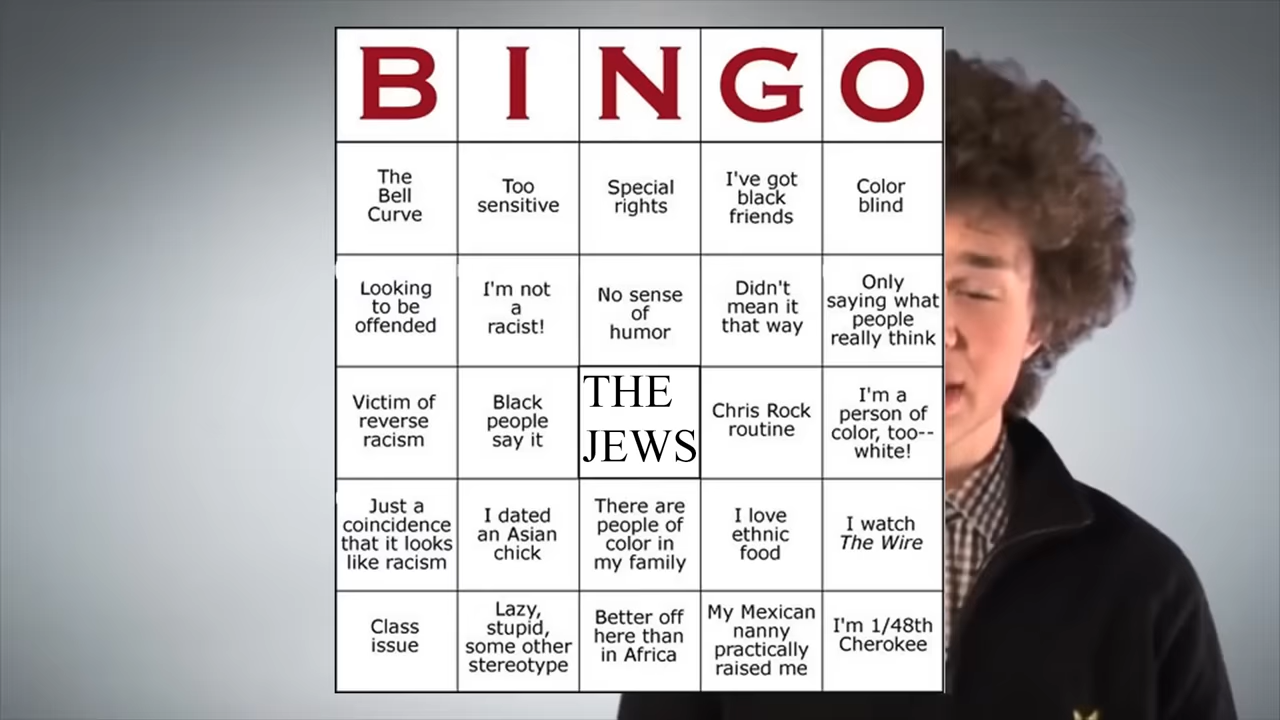 BINGO
The
Bell
Curve
Too
sensitive
Special
rights
I've got
black
friends
Color
blind
Looking
to be
offended
I'm not
a
racist!
No sense
of
humor
Didn't
mean it
that way
Only
saying what
people
really think
Victim of
reverse
racism
Black
people
say it
THE
JEWS
Chris Rock
routine
I'm a
person of
color, too--
white!
Just a
coincidence
that it looks
like racism
I dated
an Asian
chick
There are
people of
color in
my family
I love
ethnic
food
I watch
The Wire
Class
issue
Lazy,
stupid,
some other
stereotype
Better off
here than
in Africa
My Mexican
nanny
practically
raised me
I'm 1/48th
Cherokee